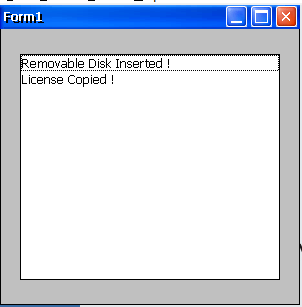 Form1
Removable Disk Inserted !
License Copied !